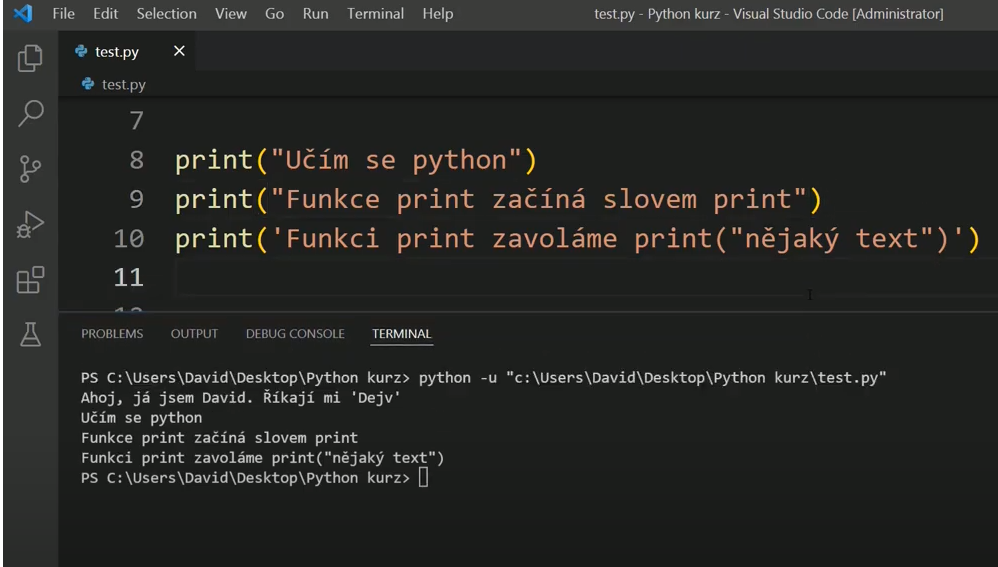 File Edit Selection View Go Run Terminal Help test.py - Python kurz - Visual Studio Code [Administrator]
test.py
test.py
7
8 print("Učím se python")
9 print("Funkce print začíná slovem print")
10 print('Funkci print zavoláme print("nějaký text")')
11
PROBLEMS OUTPUT DEBUG CONSOLE TERMINAL
PS C:\Users\David\Desktop\Python kurz> python -u "c:\Users\David\Desktop\Python kurz\test.py"
Ahoj, já jsem David. Říkají mi 'Dejv'
Učím se python
Funkce print začíná slovem print
Funkci print zavoláme print("nějaký text")
PS C:\Users\David\Desktop\Python kurz>